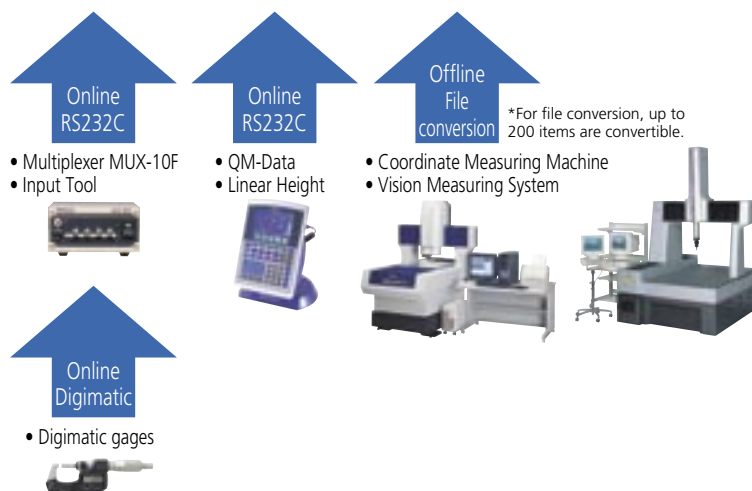 Online
RS232C
Online
RS232C
Offline
File
conversion
*For file conversion, up to
200 items are convertible.
• Multiplexer MUX-10F
• Input Tool
• QM-Data
• Linear Height
• Coordinate Measuring Machine
• Vision Measuring System
Online
Digimatic
• Digimatic gages